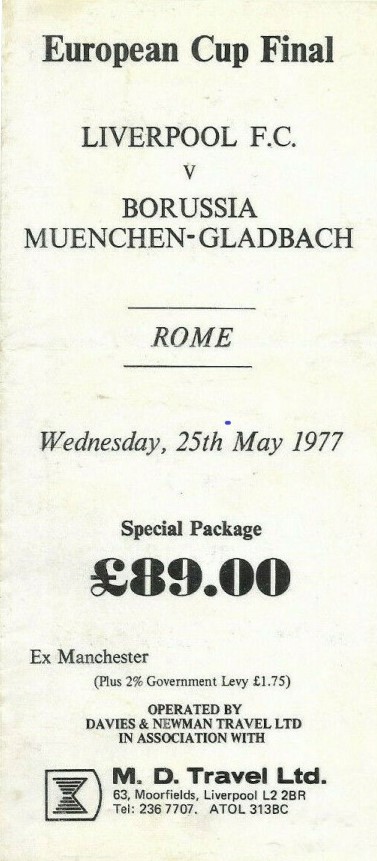 European Cup Final
LIVERPOOL F.C.
v
BORUSSIA
MUENCHEN-GLADBACH
ROME
Wednesday, 25th May 1977
Special Package
£89.00
Ex Manchester
(Plus 2% Government Levy £1.75)
OPERATED BY
DAVIES & NEWMAN TRAVEL LTD
IN ASSOCIATION WITH
M. D. Travel Ltd.
63, Moorfields, Liverpool L2 2BR
Tel: 236 7707. ATOL 313BC